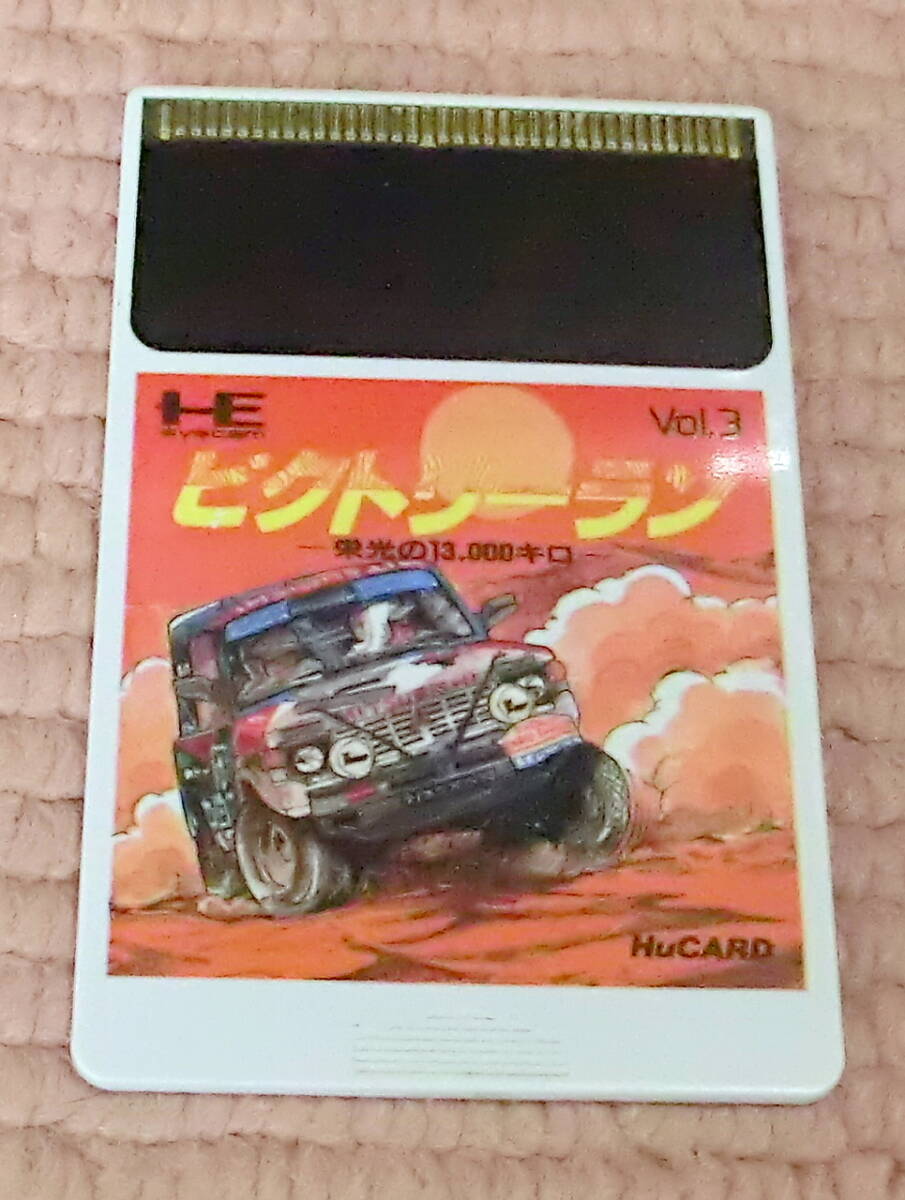 HE
system
Vol.3
ビクトリーラン
栄光の13,000キロ
HuCARD